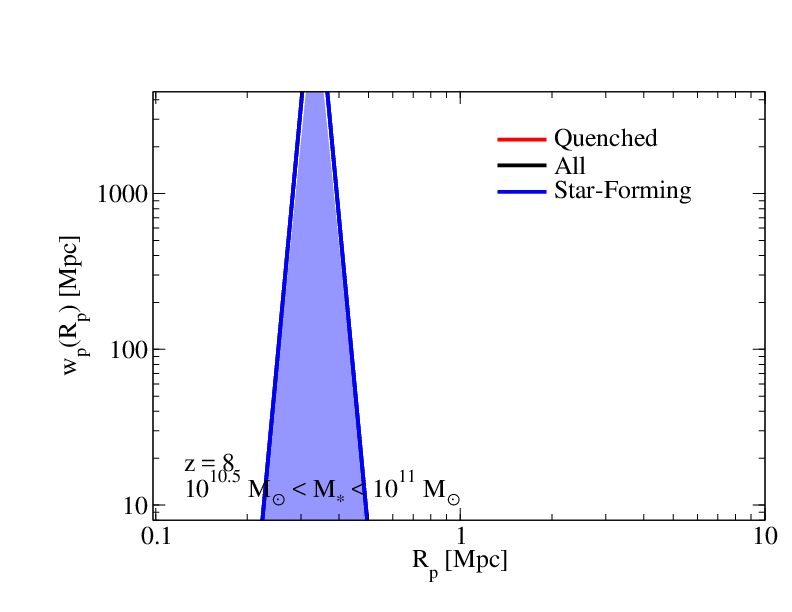 Quenched
All
Star-Forming
1000
100
10
w_p(R_p) [Mpc]
z = 8
10^10.5 M_⊙ < M_* < 10^11 M_⊙
0.1 1 10
R_p [Mpc]